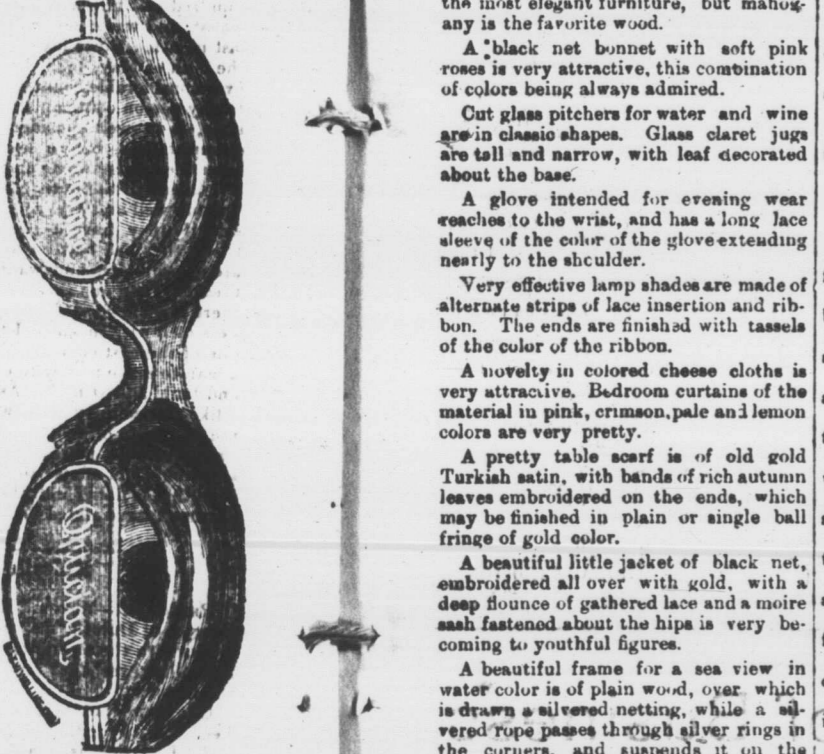 the most elegant furniture, but mahog-
any is the favorite wood.
A black net bonnet with soft pink
roses is very attractive, this combination
of colors being always admired.
Cut glass pitchers for water and wine
are in classic shapes. Glass claret jugs
are tall and narrow, with leaf decorated
about the base.
A glove intended for evening wear
reaches to the wrist, and has a long lace
sleeve of the color of the glove extending
nearly to the shculder.
Very effective lamp shades are made of
alternate strips of lace insertion and rib-
bon. The ends are finished with tassels
of the color of the ribbon.
A novelty in colored cheese cloths is
very attractive. Bedroom curtains of the
material in pink, crimson, pale and lemon
colors are very pretty.
A pretty table scarf is of old gold
Turkish satin, with bands of rich autumn
leaves embroidered on the ends, which
may be finished in plain or single ball
fringe of gold color.
A beautiful little jacket of black net,
embroidered all over with gold, with a
deep flounce of gathered lace and a moire
sash fastened about the hips is very be-
coming to youthful figures.
A beautiful frame for a sea view in
water color is of plain wood, over which
is drawn a silvered netting, while a sil-
vered rope passes through silver rings in
the corners, and suspends it on the